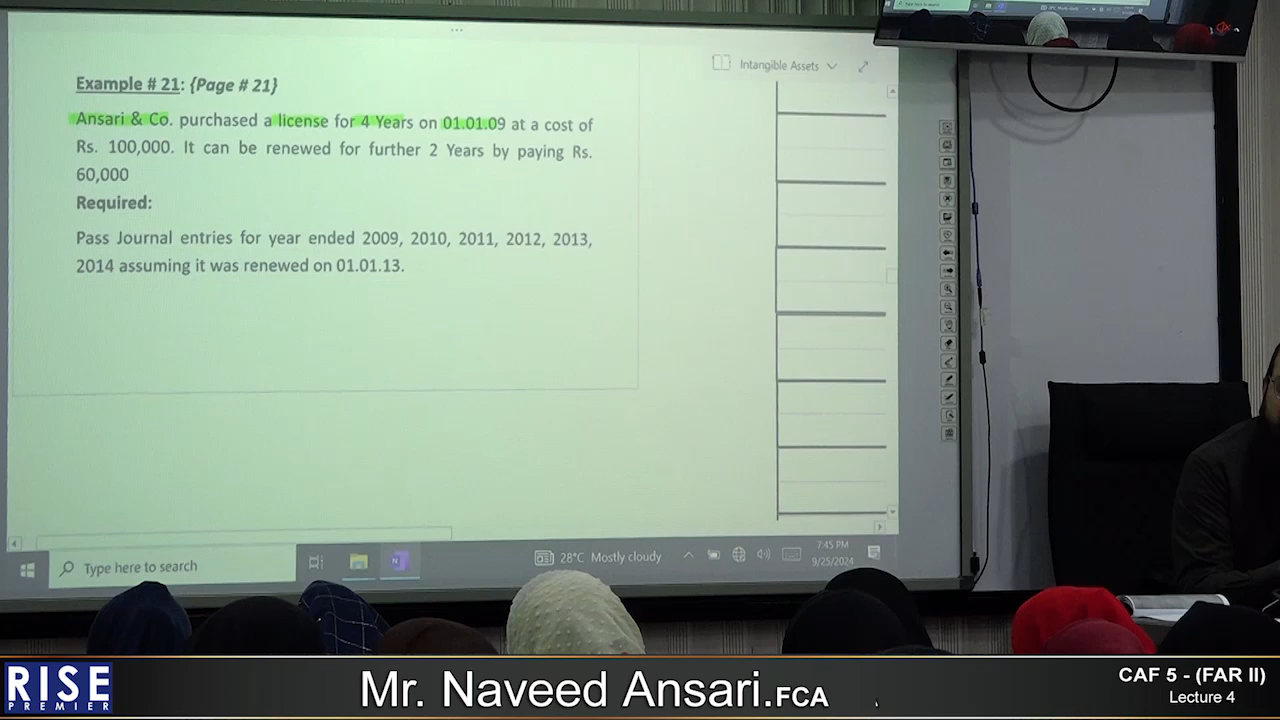 Example # 21: {Page # 21}
Ansari & Co. purchased a license for 4 Years on 01.01.09 at a cost of
Rs. 100,000. It can be renewed for further 2 Years by paying Rs.
60,000
Required:
Pass Journal entries for year ended 2009, 2010, 2011, 2012, 2013,
2014 assuming it was renewed on 01.01.13.
Intangible Assets
Type here to search
28°C Mostly cloudy
7:45 PM
9/25/2024
RISE
PREMIER
Mr. Naveed Ansari.FCA
CAF 5 - (FAR II)
Lecture 4